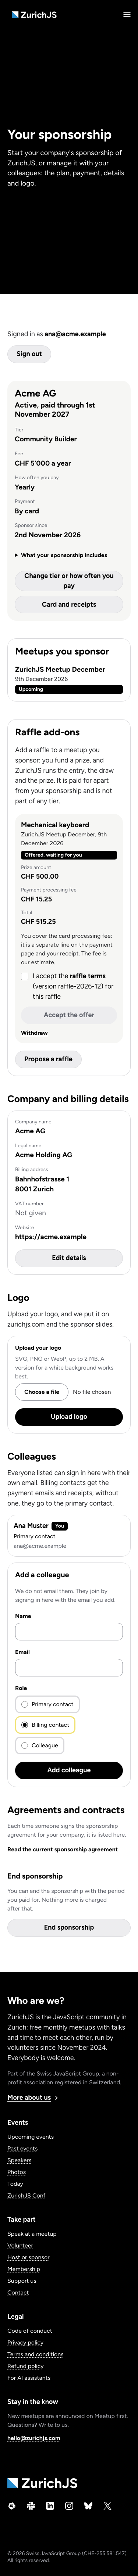 ZurichJS
Your sponsorship
Start your company's sponsorship of
ZurichJS, or manage it with your
colleagues: the plan, payment, details
and logo.
Signed in as ana@acme.example
Sign out
Acme AG
Active, paid through 1st
November 2027
Tier
Community Builder
Fee
CHF 5'000 a year
How often you pay
Yearly
Payment
By card
Sponsor since
2nd November 2026
What your sponsorship includes
Change tier or how often you
pay
Card and receipts
Meetups you sponsor
ZurichJS Meetup December
9th December 2026
Upcoming
Raffle add-ons
Add a raffle to a meetup you
sponsor: you fund a prize, and
ZurichJS runs the entry, the draw
and the prize. It is paid for apart
from your sponsorship and is not
part of any tier.
Mechanical keyboard
ZurichJS Meetup December, 9th
December 2026
Offered, waiting for you
Prize amount
CHF 500.00
Payment processing fee
CHF 15.25
Total
CHF 515.25
You cover the card processing fee:
it is a separate line on the payment
page and your receipt. The fee is
our estimate.
I accept the raffle terms
(version raffle-2026-12) for
this raffle
Accept the offer
Withdraw
Propose a raffle
Company and billing details
Company name
Acme AG
Legal name
Acme Holding AG
Billing address
Bahnhofstrasse 1
8001 Zurich
VAT number
Not given
Website
https://acme.example
Edit details
Logo
Upload your logo, and we put it on
zurichjs.com and the sponsor slides.
Upload your logo
SVG, PNG or WebP, up to 2 MB. A
version for a white background works
best.
Choose a file
No file chosen
Upload logo
Colleagues
Everyone listed can sign in here with their
own email. Billing contacts get the
payment emails and receipts; without
one, they go to the primary contact.
Ana Muster You
Primary contact
ana@acme.example
Add a colleague
We do not email them. They join by
signing in here with the email you add.
Name
Email
Role
Primary contact
Billing contact
Colleague
Add colleague
Agreements and contracts
Each time someone signs the sponsorship
agreement for your company, it is listed here.
Read the current sponsorship agreement
End sponsorship
You can end the sponsorship with the period
you paid for. Nothing more is charged
after that.
End sponsorship
Who are we?
ZurichJS is the JavaScript community in
Zurich: free monthly meetups with talks
and time to meet each other, run by
volunteers since November 2024.
Everybody is welcome.
Part of the Swiss JavaScript Group, a non-
profit association registered in Switzerland.
More about us
Events
Upcoming events
Past events
Speakers
Photos
Today
ZurichJS Conf
Take part
Speak at a meetup
Volunteer
Host or sponsor
Membership
Support us
Contact
Legal
Code of conduct
Privacy policy
Terms and conditions
Refund policy
For AI assistants
Stay in the know
New meetups are announced on Meetup first.
Questions? Write to us.
hello@zurichjs.com
ZurichJS
© 2026 Swiss JavaScript Group (CHE-255.581.547).
All rights reserved.